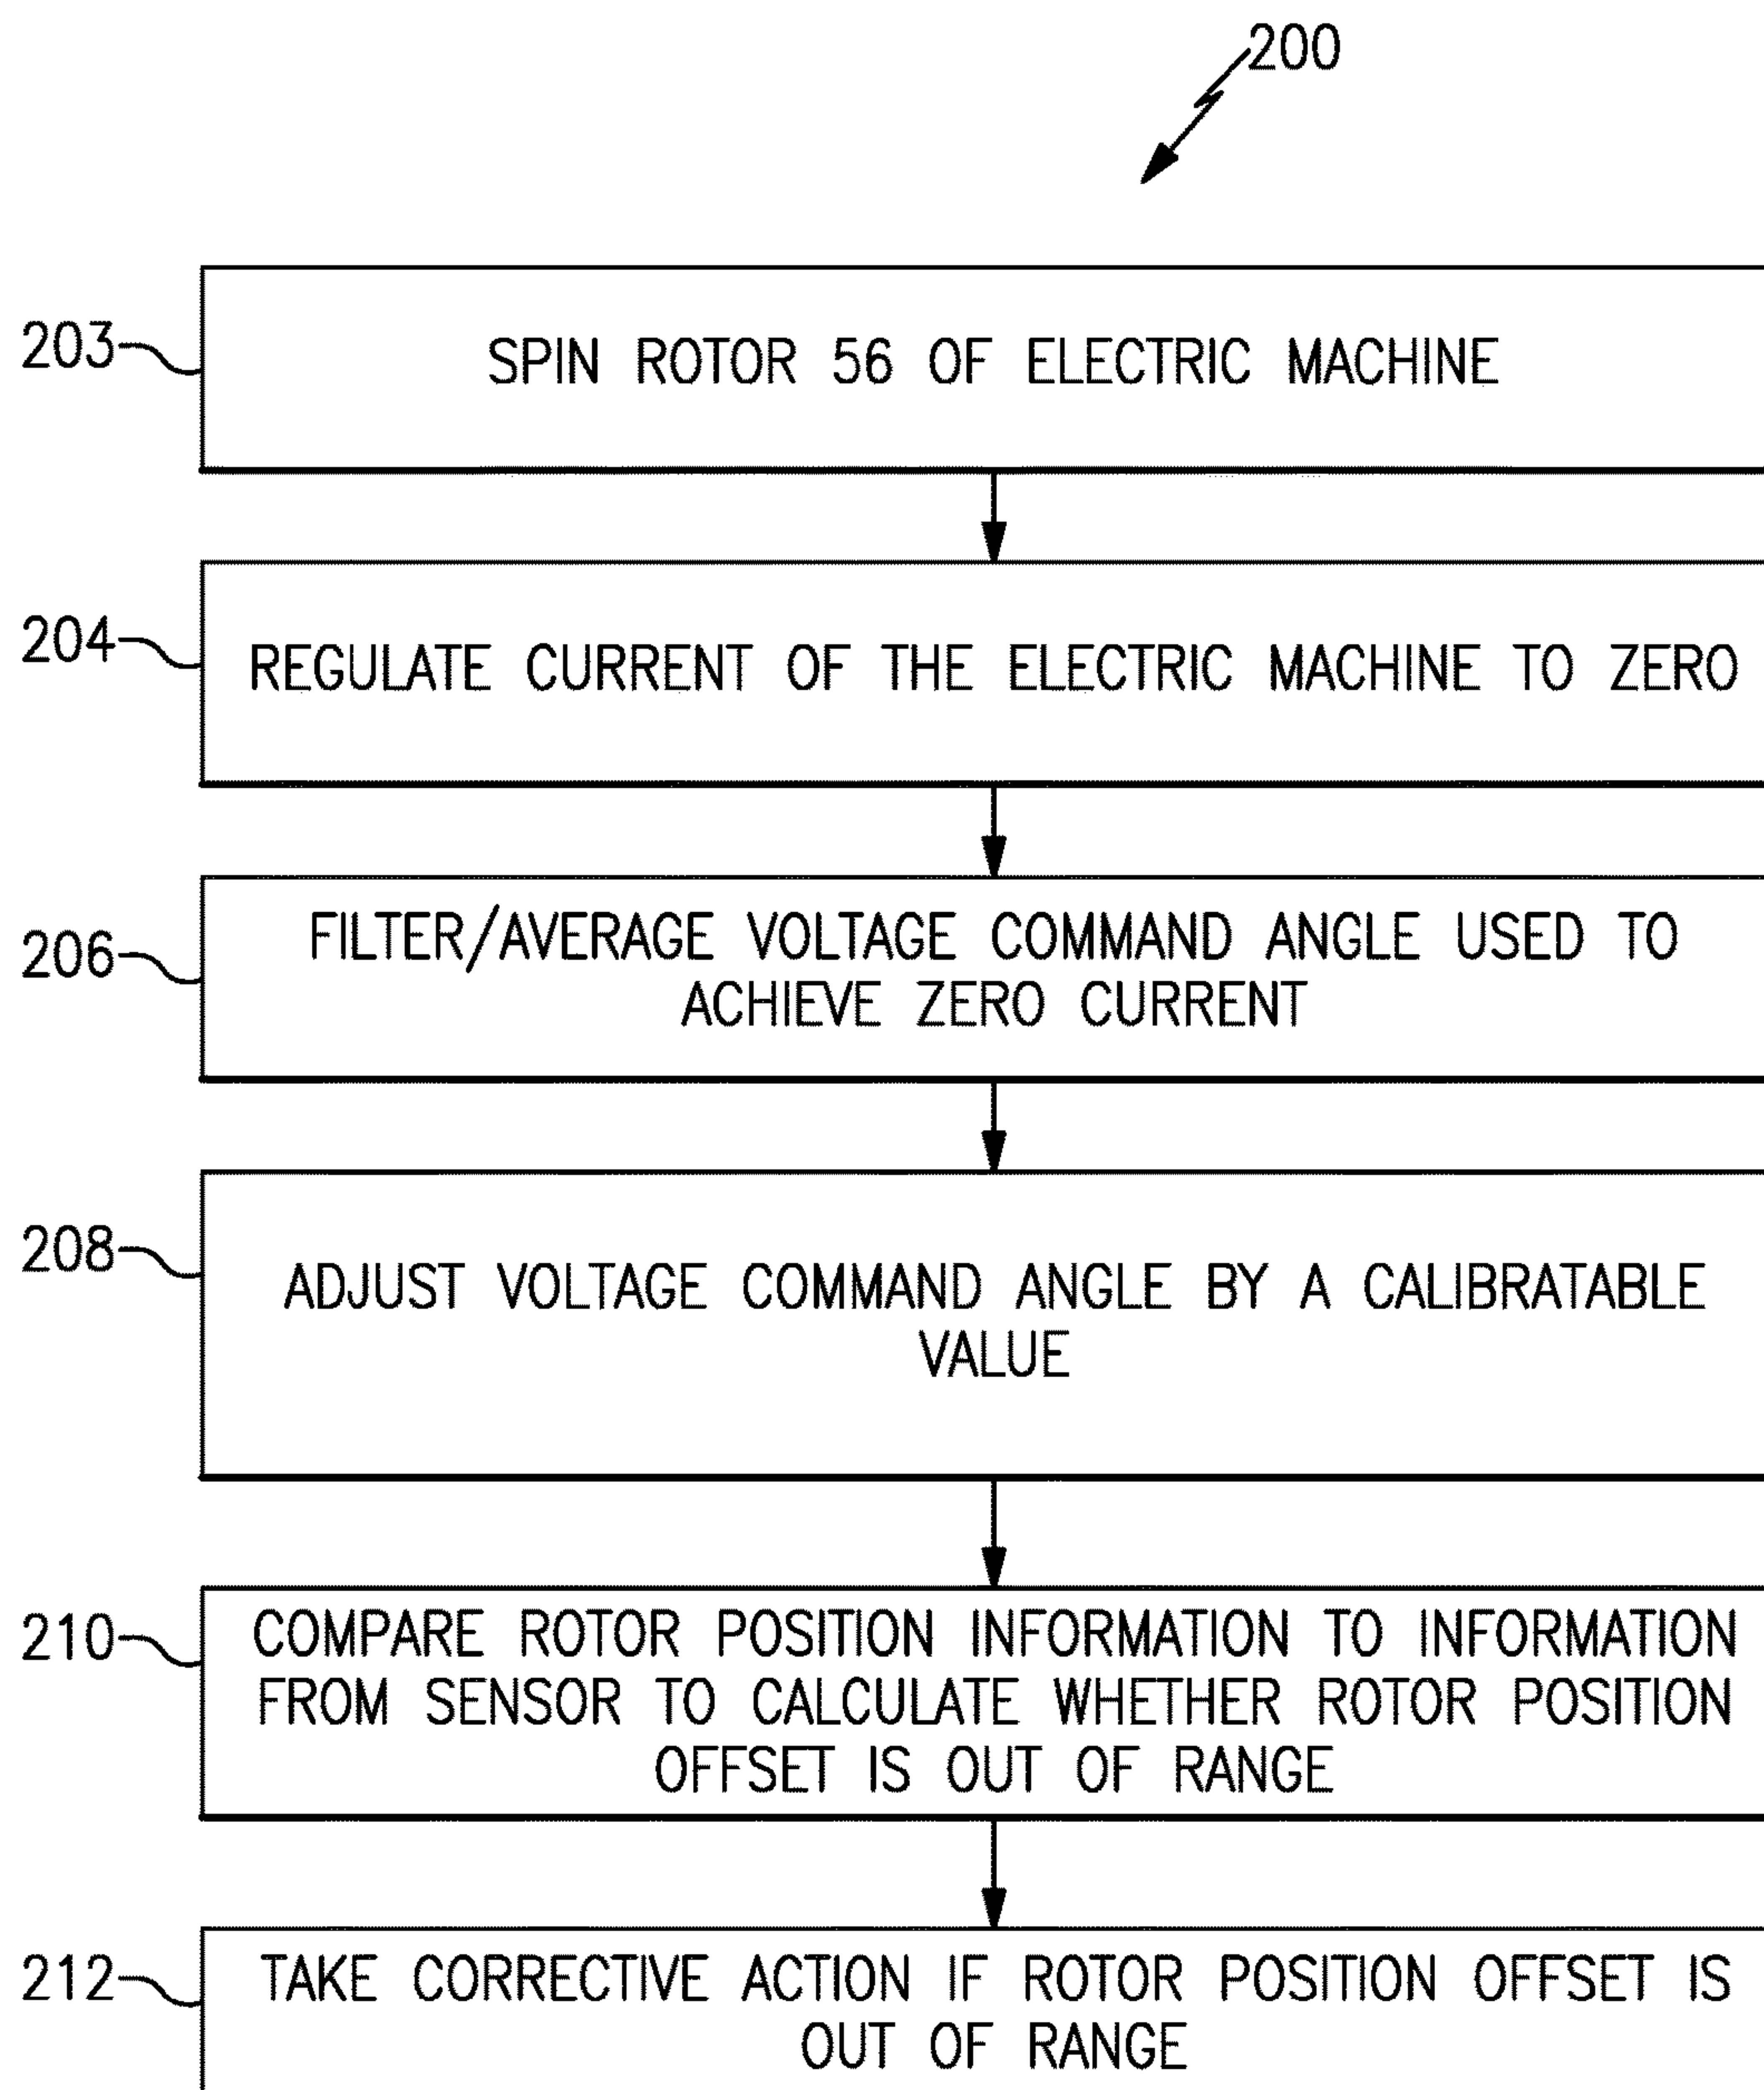 200
203
SPIN ROTOR 56 OF ELECTRIC MACHINE
204
REGULATE CURRENT OF THE ELECTRIC MACHINE TO ZERO
206
FILTER/AVERAGE VOLTAGE COMMAND ANGLE USED TO
ACHIEVE ZERO CURRENT
208
ADJUST VOLTAGE COMMAND ANGLE BY A CALIBRATABLE
VALUE
210
COMPARE ROTOR POSITION INFORMATION TO INFORMATION
FROM SENSOR TO CALCULATE WHETHER ROTOR POSITION
OFFSET IS OUT OF RANGE
212
TAKE CORRECTIVE ACTION IF ROTOR POSITION OFFSET IS
OUT OF RANGE